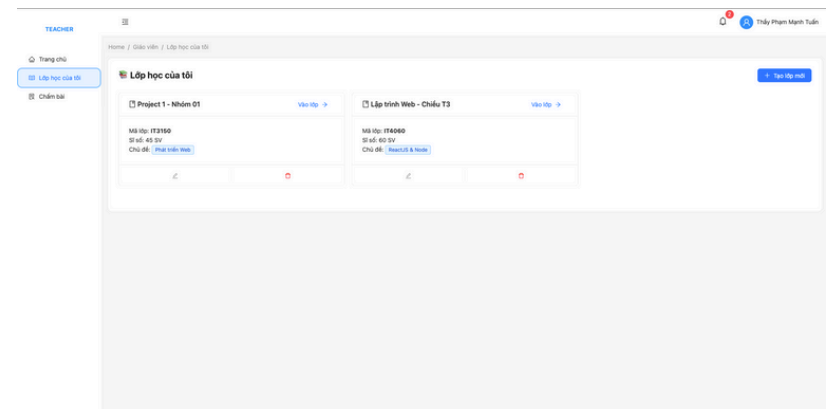 TEACHER
2
Thầy Phạm Mạnh Tuấn
Home / Giáo viên / Lớp học của tôi
Trang chủ
Lớp học của tôi
Chấm bài
Lớp học của tôi
+ Tạo lớp mới
Project 1 - Nhóm 01
Vào lớp →
Mã lớp: IT3150
Sĩ số: 45 SV
Chủ đề: Phát triển Web
Lập trình Web - Chiều T3
Vào lớp →
Mã lớp: IT4060
Sĩ số: 60 SV
Chủ đề: ReactJS & Node